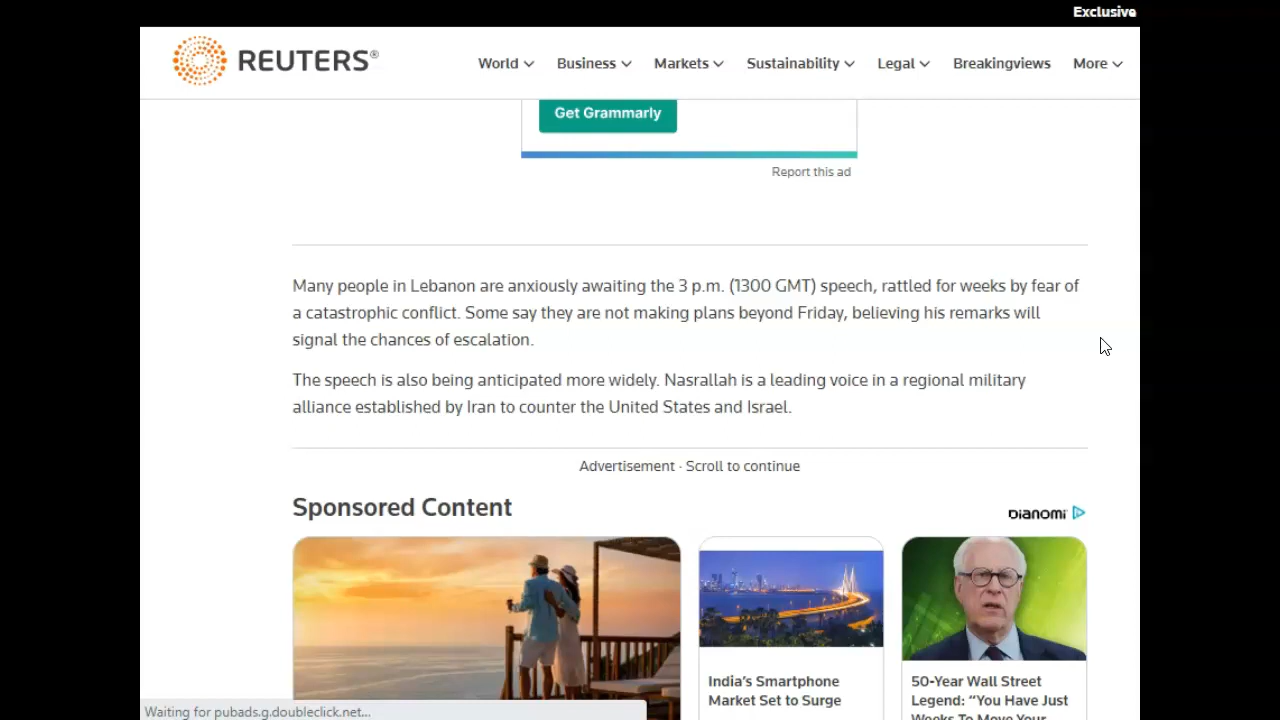 Exclusive
REUTERS®
World Business Markets Sustainability Legal Breakingviews More
Get Grammarly
Report this ad
Many people in Lebanon are anxiously awaiting the 3 p.m. (1300 GMT) speech, rattled for weeks by fear of
a catastrophic conflict. Some say they are not making plans beyond Friday, believing his remarks will
signal the chances of escalation.
The speech is also being anticipated more widely. Nasrallah is a leading voice in a regional military
alliance established by Iran to counter the United States and Israel.
Advertisement · Scroll to continue
Sponsored Content
DIANOMI
India’s Smartphone
Market Set to Surge
50-Year Wall Street
Legend: “You Have Just
Weeks To Move Your
Waiting for pubads.g.doubleclick.net...